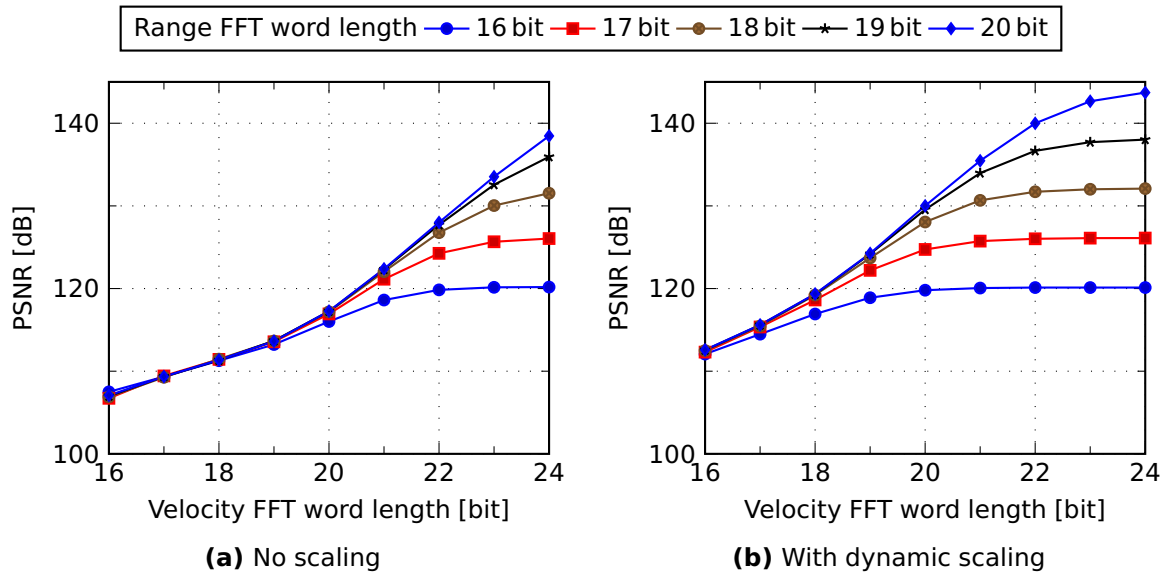 Range FFT word length 16 bit 17 bit 18 bit 19 bit 20 bit
140
120
100
16 18 20 22 24
PSNR [dB]
Velocity FFT word length [bit]
(a) No scaling
140
120
100
16 18 20 22 24
PSNR [dB]
Velocity FFT word length [bit]
(b) With dynamic scaling